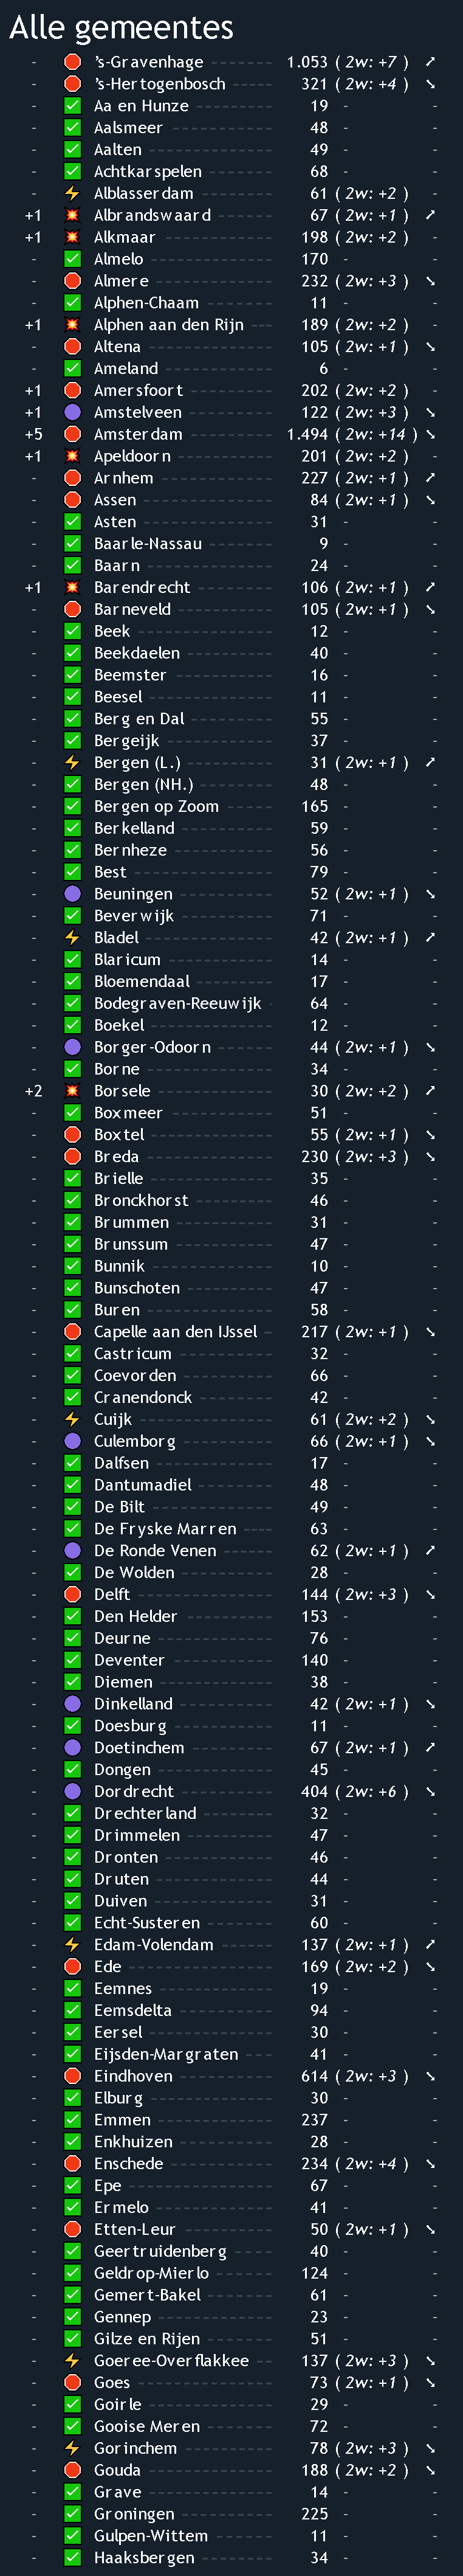 Alle gemeentes
- 's-Gravenhage 1.053 ( 2w: +7 ) ➚
- 's-Hertogenbosch 321 ( 2w: +4 ) ➘
- Aa en Hunze 19 - -
- Aalsmeer 48 - -
- Aalten 49 - -
- Achtkarspelen 68 - -
- Alblasserdam 61 ( 2w: +2 ) -
+1 Albrandswaard 67 ( 2w: +1 ) ➚
+1 Alkmaar 198 ( 2w: +2 ) -
- Almelo 170 - -
- Almere 232 ( 2w: +3 ) ➘
- Alphen-Chaam 11 - -
+1 Alphen aan den Rijn 189 ( 2w: +2 ) -
- Altena 105 ( 2w: +1 ) ➘
- Ameland 6 - -
+1 Amersfoort 202 ( 2w: +2 ) -
+1 Amstelveen 122 ( 2w: +3 ) ➘
+5 Amsterdam 1.494 ( 2w: +14 ) ➘
+1 Apeldoorn 201 ( 2w: +2 ) -
- Arnhem 227 ( 2w: +1 ) ➚
- Assen 84 ( 2w: +1 ) ➘
- Asten 31 - -
- Baarle-Nassau 9 - -
- Baarn 24 - -
+1 Barendrecht 106 ( 2w: +1 ) ➚
- Barneveld 105 ( 2w: +1 ) ➘
- Beek 12 - -
- Beekdaelen 40 - -
- Beemster 16 - -
- Beesel 11 - -
- Berg en Dal 55 - -
- Bergeijk 37 - -
- Bergen (L.) 31 ( 2w: +1 ) ➚
- Bergen (NH.) 48 - -
- Bergen op Zoom 165 - -
- Berkelland 59 - -
- Bernheze 56 - -
- Best 79 - -
- Beuningen 52 ( 2w: +1 ) ➘
- Beverwijk 71 - -
- Bladel 42 ( 2w: +1 ) ➚
- Blaricum 14 - -
- Bloemendaal 17 - -
- Bodegraven-Reeuwijk 64 - -
- Boekel 12 - -
- Borger-Odoorn 44 ( 2w: +1 ) ➘
- Borne 34 - -
+2 Borsele 30 ( 2w: +2 ) ➚
- Boxmeer 51 - -
- Boxtel 55 ( 2w: +1 ) ➘
- Breda 230 ( 2w: +3 ) ➘
- Brielle 35 - -
- Bronckhorst 46 - -
- Brummen 31 - -
- Brunssum 47 - -
- Bunnik 10 - -
- Bunschoten 47 - -
- Buren 58 - -
- Capelle aan den IJssel 217 ( 2w: +1 ) ➘
- Castricum 32 - -
- Coevorden 66 - -
- Cranendonck 42 - -
- Cuijk 61 ( 2w: +2 ) ➘
- Culemborg 66 ( 2w: +1 ) ➘
- Dalfsen 17 - -
- Dantumadiel 48 - -
- De Bilt 49 - -
- De Fryske Marren 63 - -
- De Ronde Venen 62 ( 2w: +1 ) ➚
- De Wolden 28 - -
- Delft 144 ( 2w: +3 ) ➘
- Den Helder 153 - -
- Deurne 76 - -
- Deventer 140 - -
- Diemen 38 - -
- Dinkelland 42 ( 2w: +1 ) ➘
- Doesburg 11 - -
- Doetinchem 67 ( 2w: +1 ) ➚
- Dongen 45 - -
- Dordrecht 404 ( 2w: +6 ) ➘
- Drechterland 32 - -
- Drimmelen 47 - -
- Dronten 46 - -
- Druten 44 - -
- Duiven 31 - -
- Echt-Susteren 60 - -
- Edam-Volendam 137 ( 2w: +1 ) ➚
- Ede 169 ( 2w: +2 ) ➘
- Eemnes 19 - -
- Eemsdelta 94 - -
- Eersel 30 - -
- Eijsden-Margraten 41 - -
- Eindhoven 614 ( 2w: +3 ) ➘
- Elburg 30 - -
- Emmen 237 - -
- Enkhuizen 28 - -
- Enschede 234 ( 2w: +4 ) ➘
- Epe 67 - -
- Ermelo 41 - -
- Etten-Leur 50 ( 2w: +1 ) ➘
- Geertruidenberg 40 - -
- Geldrop-Mierlo 124 - -
- Gemert-Bakel 61 - -
- Gennep 23 - -
- Gilze en Rijen 51 - -
- Goeree-Overflakkee 137 ( 2w: +3 ) ➘
- Goes 73 ( 2w: +1 ) ➘
- Goirle 29 - -
- Gooise Meren 72 - -
- Gorinchem 78 ( 2w: +3 ) ➘
- Gouda 188 ( 2w: +2 ) ➘
- Grave 14 - -
- Groningen 225 - -
- Gulpen-Wittem 11 - -
- Haaksbergen 34 - -